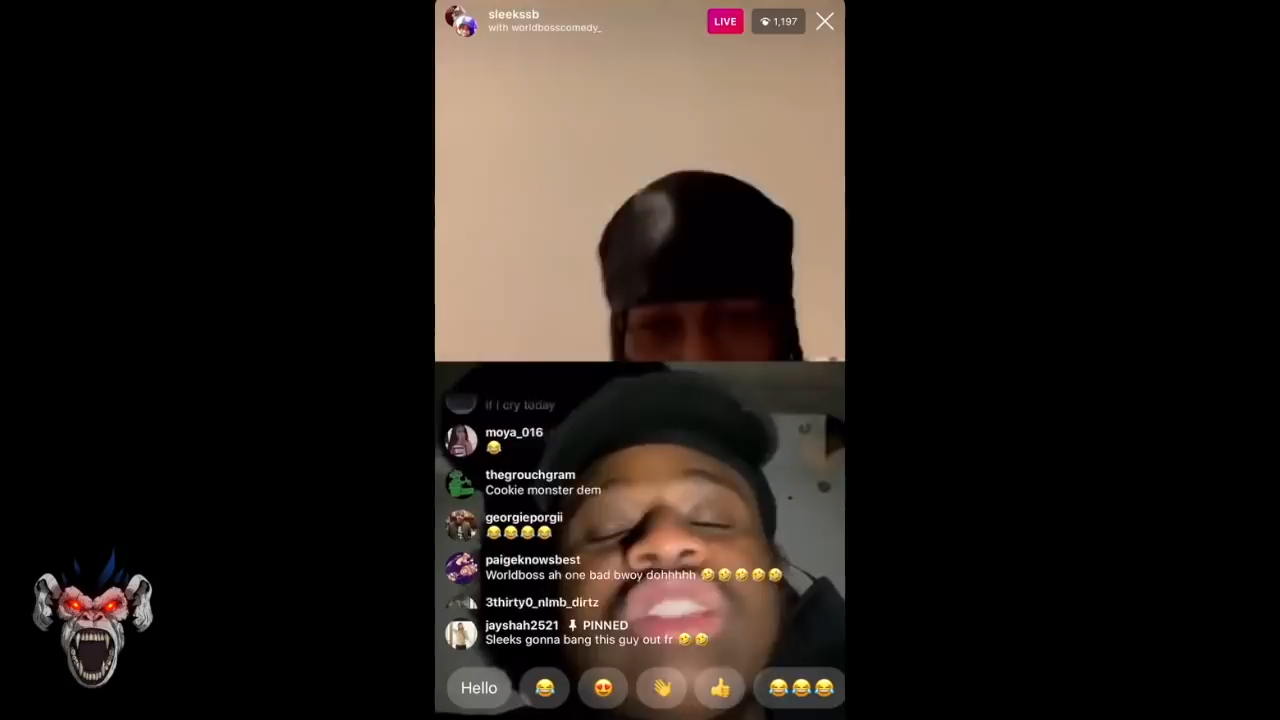 sleekssb
with worldbosscomedy_
LIVE
1,197
if i cry today
moya_016
😂
thegrouchgram
Cookie monster dem
georgieporgii
😂😂😂😂
paigeknowsbest
Worldboss ah one bad bwoy dohhhhh 🤣🤣🤣🤣🤣
3thirty0_nlmb_dirtz
jayshah2521 PINNED
Sleeks gonna bang this guy out fr 🤣🤣
Hello 😂 😍 👋 👍 😂😂😂